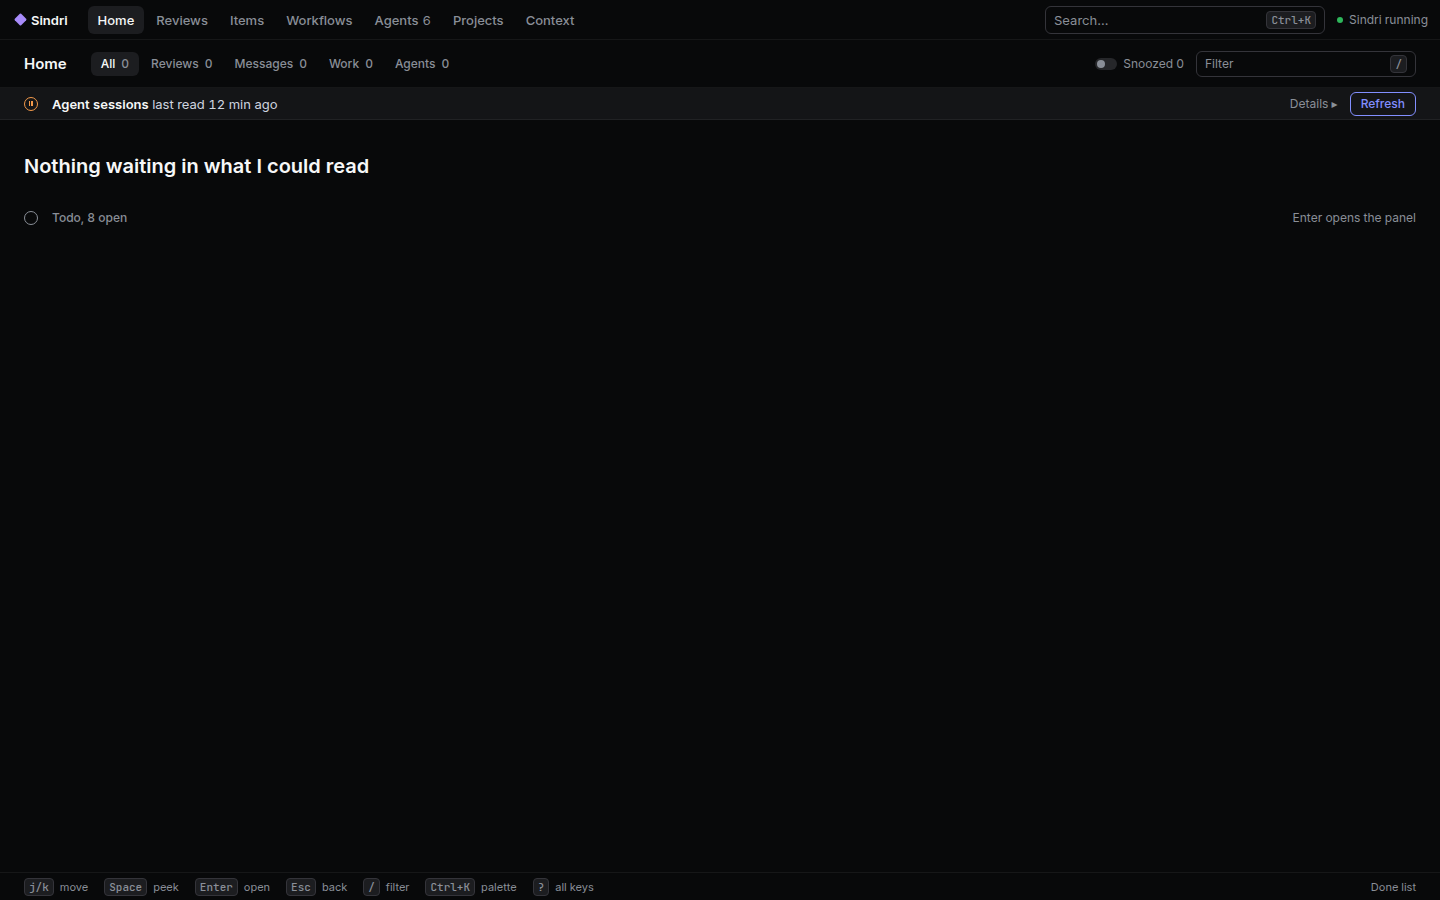 Sindri Home Reviews Items Workflows Agents 6 Projects Context Search... Ctrl+K Sindri running
Home All 0 Reviews 0 Messages 0 Work 0 Agents 0 Snoozed 0 Filter /
Agent sessions last read 12 min ago Details ▸ Refresh
Nothing waiting in what I could read
Todo, 8 open Enter opens the panel
j/k move Space peek Enter open Esc back / filter Ctrl+K palette ? all keys Done list